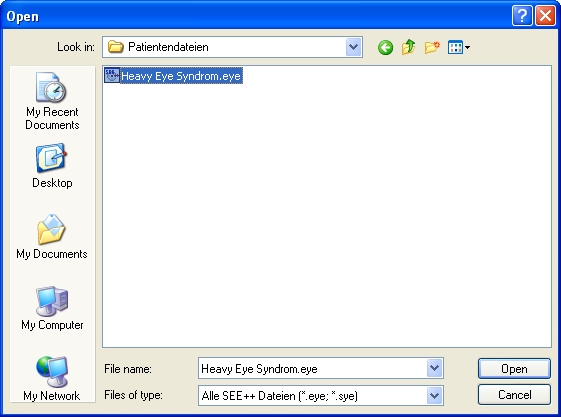 Open
Look in:
Patientendateien
Heavy Eye Syndrom.eye
My Recent
Documents
Desktop
My Documents
My Computer
My Network
File name:
Heavy Eye Syndrom.eye
Open
Files of type:
Alle SEE++ Dateien (*.eye; *.sye)
Cancel